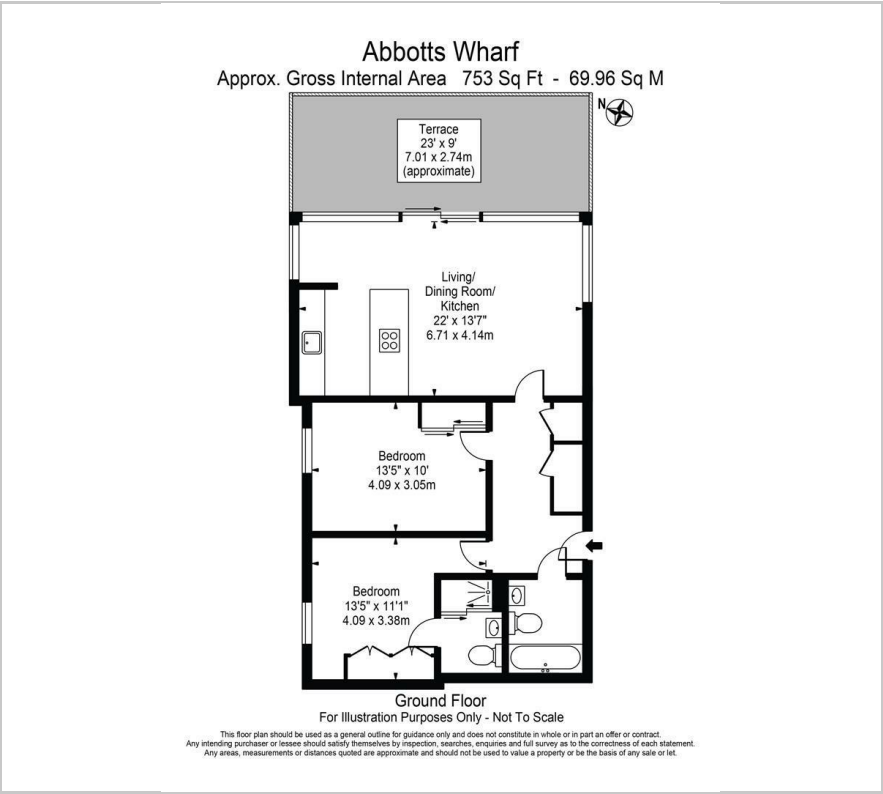 Abbotts Wharf
Approx. Gross Internal Area 753 Sq Ft - 69.96 Sq M
N
Terrace
23' x 9'
7.01 x 2.74m
(approximate)
Living/
Dining Room/
Kitchen
22' x 13'7"
6.71 x 4.14m
Bedroom
13'5" x 10'
4.09 x 3.05m
Bedroom
13'5" x 11'1"
4.09 x 3.38m
Ground Floor
For Illustration Purposes Only - Not To Scale
This floor plan should be used as a general outline for guidance only and does not constitute in whole or in part an offer or contract.
Any intending purchaser or lessee should satisfy themselves by inspection, searches, enquiries and full survey as to the correctness of each statement.
Any areas, measurements or distances quoted are approximate and should not be used to value a property or be the basis of any sale or let.